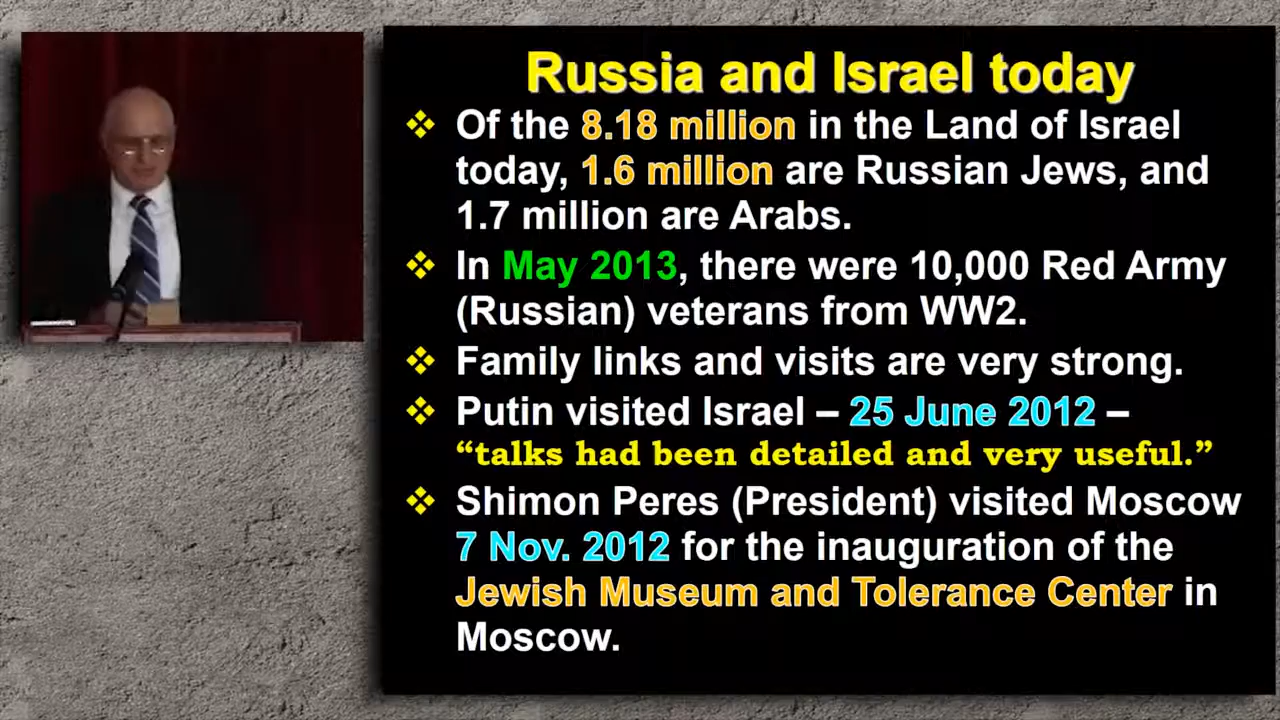 Russia and Israel today
❖ Of the 8.18 million in the Land of Israel
today, 1.6 million are Russian Jews, and
1.7 million are Arabs.
❖ In May 2013, there were 10,000 Red Army
(Russian) veterans from WW2.
❖ Family links and visits are very strong.
❖ Putin visited Israel – 25 June 2012 –
“talks had been detailed and very useful.”
❖ Shimon Peres (President) visited Moscow
7 Nov. 2012 for the inauguration of the
Jewish Museum and Tolerance Center in
Moscow.